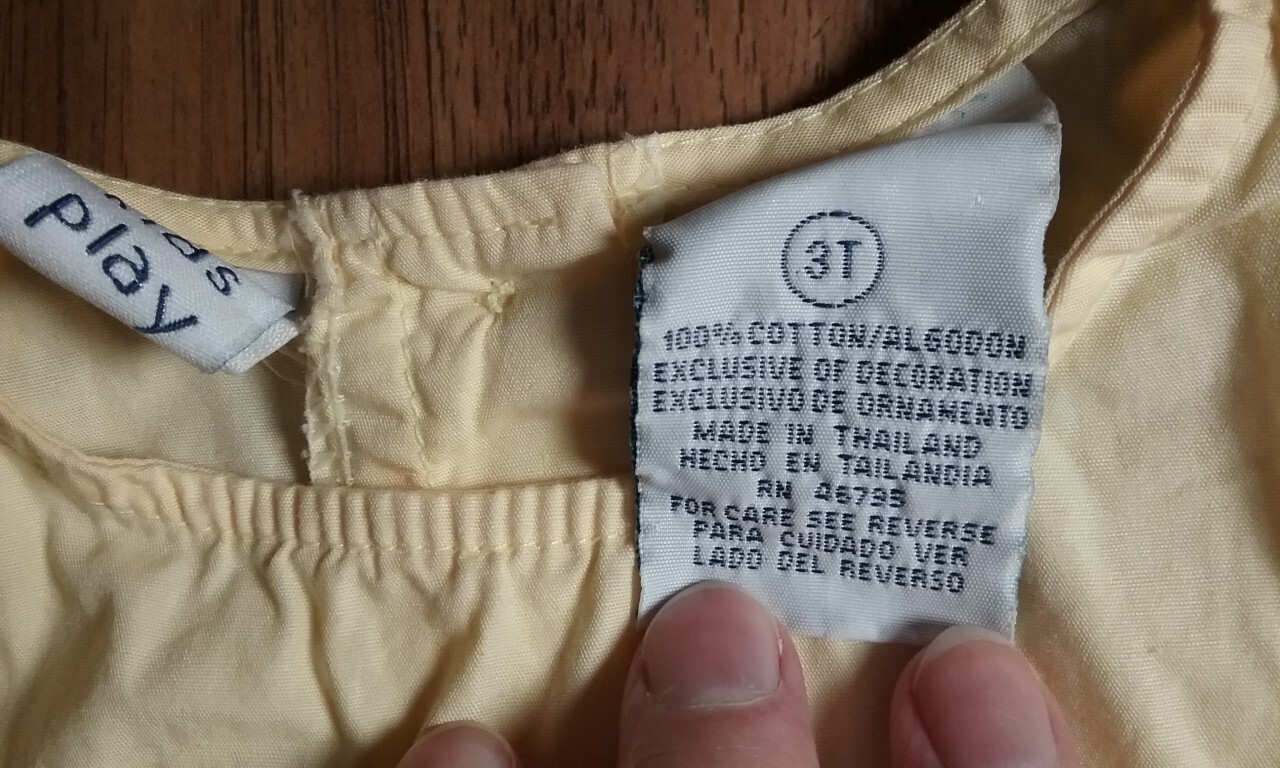 Play
3T
100% COTTON/ALGODON
EXCLUSIVE OF DECORATION
EXCLUSIVO DE ORNAMENTO
MADE IN THAILAND
HECHO EN TAILANDIA
RN
FOR CARE SEE REVERSE
PARA CUIDADO VER
LADO DEL REVERSO